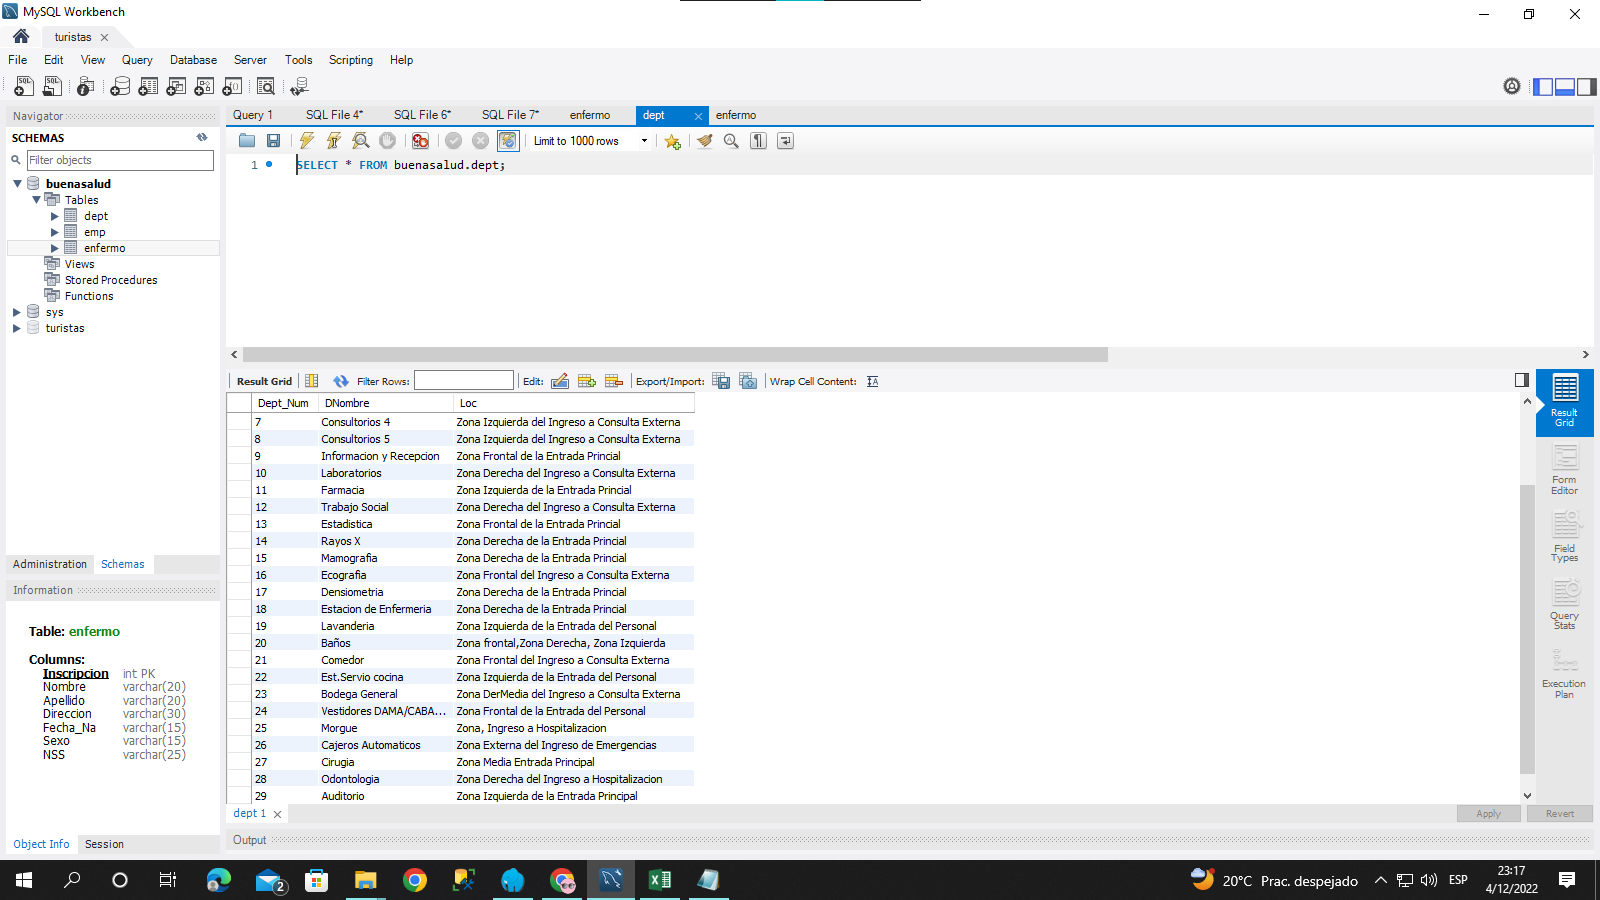 MySQL Workbench
turistas
File Edit View Query Database Server Tools Scripting Help
Navigator
SCHEMAS
Filter objects
buenasalud
Tables
dept
emp
enfermo
Views
Stored Procedures
Functions
sys
turistas
Administration Schemas
Information
Table: enfermo
Columns:
Inscripcion int PK
Nombre varchar(20)
Apellido varchar(20)
Direccion varchar(30)
Fecha_Na varchar(15)
Sexo varchar(15)
NSS varchar(25)
Object Info Session
Query 1 SQL File 4* SQL File 6* SQL File 7* enfermo dept enfermo
Limit to 1000 rows
1 SELECT * FROM buenasalud.dept;
Result Grid Filter Rows: Edit: Export/Import: Wrap Cell Content:
Dept_Num DNombre Loc
7 Consultorios 4 Zona Izquierda del Ingreso a Consulta Externa
8 Consultorios 5 Zona Izquierda del Ingreso a Consulta Externa
9 Informacion y Recepcion Zona Frontal de la Entrada Princial
10 Laboratorios Zona Derecha del Ingreso a Consulta Externa
11 Farmacia Zona Izquierda de la Entrada Princial
12 Trabajo Social Zona Derecha del Ingreso a Consulta Externa
13 Estadistica Zona Frontal de la Entrada Princial
14 Rayos X Zona Derecha de la Entrada Princial
15 Mamografia Zona Derecha de la Entrada Princial
16 Ecografia Zona Frontal del Ingreso a Consulta Externa
17 Densiometria Zona Derecha de la Entrada Princial
18 Estacion de Enfermeria Zona Derecha de la Entrada Princial
19 Lavanderia Zona Izquierda de la Entrada del Personal
20 Baños Zona frontal,Zona Derecha, Zona Izquierda
21 Comedor Zona Frontal del Ingreso a Consulta Externa
22 Est.Servio cocina Zona Izquierda de la Entrada del Personal
23 Bodega General Zona DerMedia del Ingreso a Consulta Externa
24 Vestidores DAMA/CABA... Zona Frontal de la Entrada del Personal
25 Morgue Zona, Ingreso a Hospitalizacion
26 Cajeros Automaticos Zona Externa del Ingreso de Emergencias
27 Cirugia Zona Media Entrada Principal
28 Odontologia Zona Derecha del Ingreso a Hospitalizacion
29 Auditorio Zona Izquierda de la Entrada Principal
Result
Grid
Form
Editor
Field
Types
Query
Stats
Execution
Plan
dept 1 Apply Revert
Output
2
20°C Prac. despejado ESP
23:17
4/12/2022